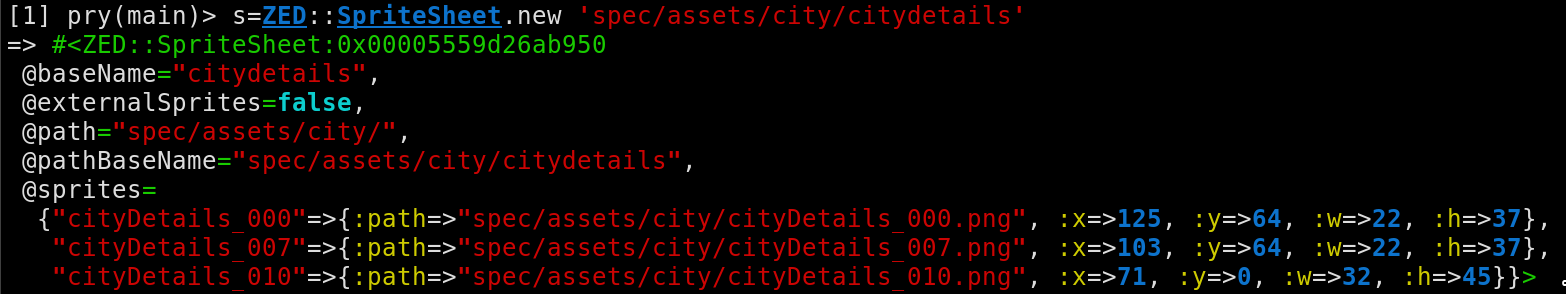 [1] pry(main)> s=ZED::SpriteSheet.new 'spec/assets/city/citydetails'
=> #<ZED::SpriteSheet:0x00005559d26ab950
 @baseName="citydetails",
 @externalSprites=false,
 @path="spec/assets/city/",
 @pathBaseName="spec/assets/city/citydetails",
 @sprites=
  {"cityDetails_000"=>{:path=>"spec/assets/city/cityDetails_000.png", :x=>125, :y=>64, :w=>22, :h=>37},
   "cityDetails_007"=>{:path=>"spec/assets/city/cityDetails_007.png", :x=>103, :y=>64, :w=>22, :h=>37},
   "cityDetails_010"=>{:path=>"spec/assets/city/cityDetails_010.png", :x=>71, :y=>0, :w=>32, :h=>45}}>